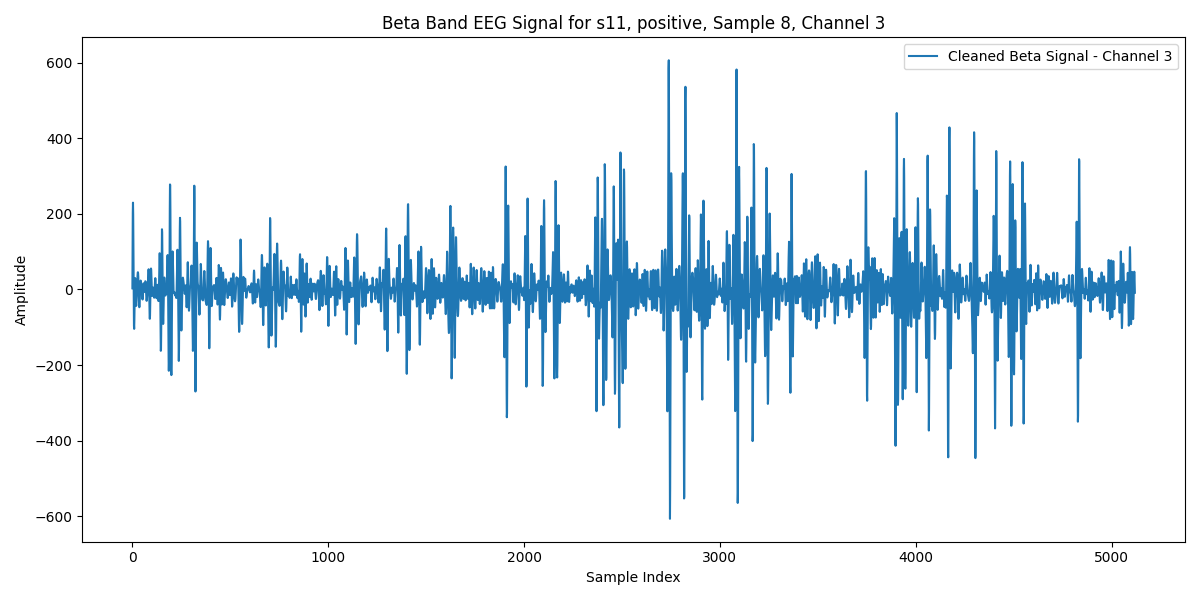 Beta Band EEG Signal for s11, positive, Sample 8, Channel 3
Cleaned Beta Signal - Channel 3
600
400
200
0
−200
−400
−600
Amplitude
0 1000 2000 3000 4000 5000
Sample Index